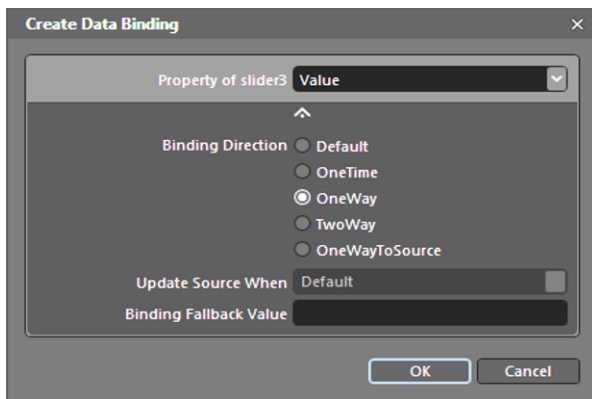 Create Data Binding
Property of slider3 Value
Binding Direction Default
OneTime
OneWay
TwoWay
OneWayToSource
Update Source When Default
Binding Fallback Value
OK Cancel